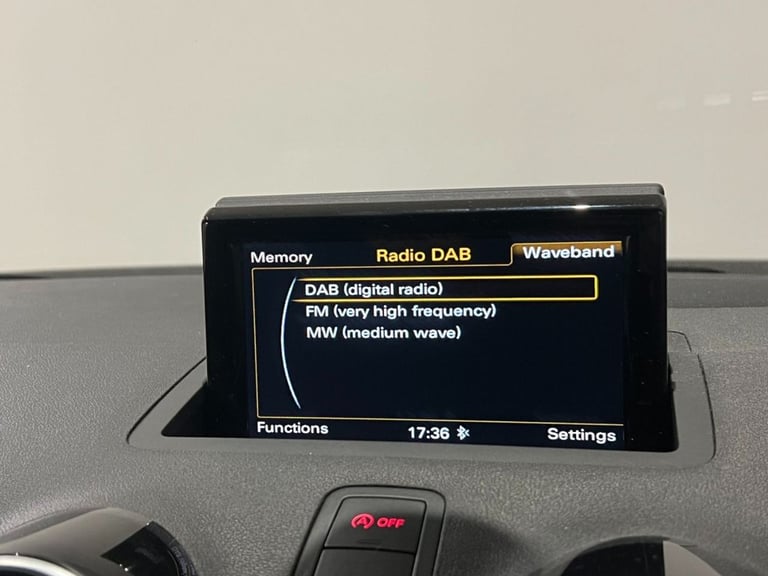 Memory Radio DAB Waveband
DAB (digital radio)
FM (very high frequency)
MW (medium wave)
Functions 17:36 Settings
A OFF